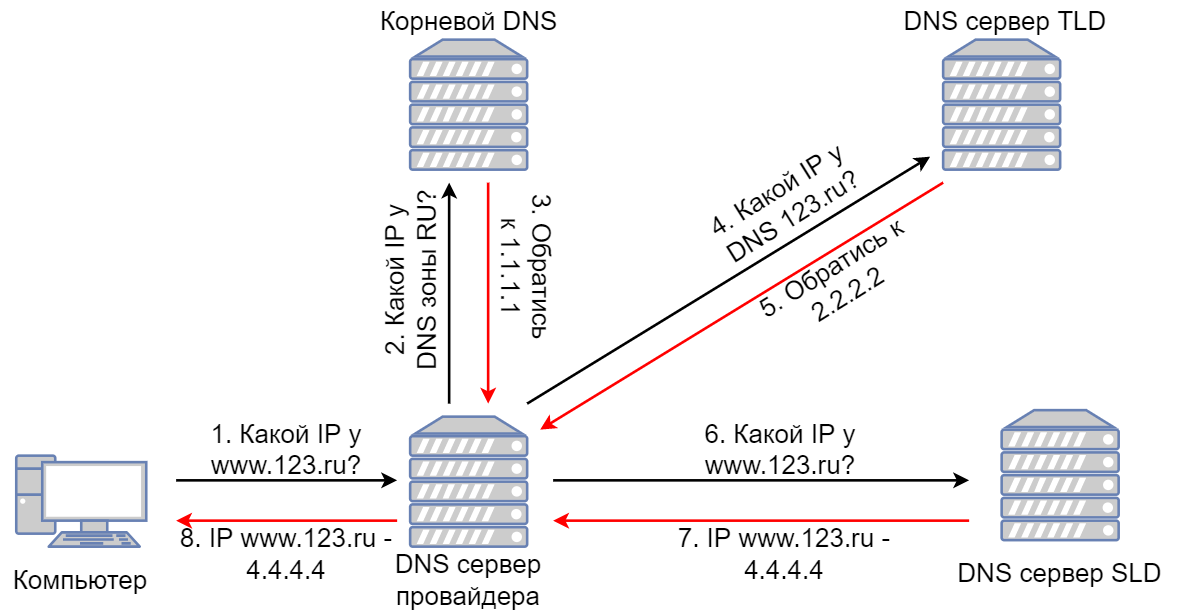 Корневой DNS
DNS сервер TLD
2. Какой IP у
DNS зоны RU?
3. Обратись
к 1.1.1.1
4. Какой IP у
DNS 123.ru?
5. Обратись к
2.2.2.2
1. Какой IP у
www.123.ru?
6. Какой IP у
www.123.ru?
8. IP www.123.ru -
4.4.4.4
7. IP www.123.ru -
4.4.4.4
Компьютер
DNS сервер
провайдера
DNS сервер SLD